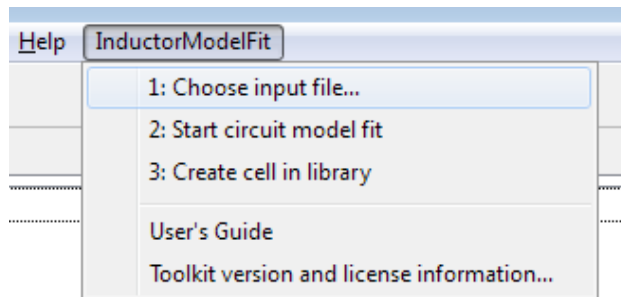 Help InductorModelFit
1: Choose input file...
2: Start circuit model fit
3: Create cell in library
User's Guide
Toolkit version and license information...